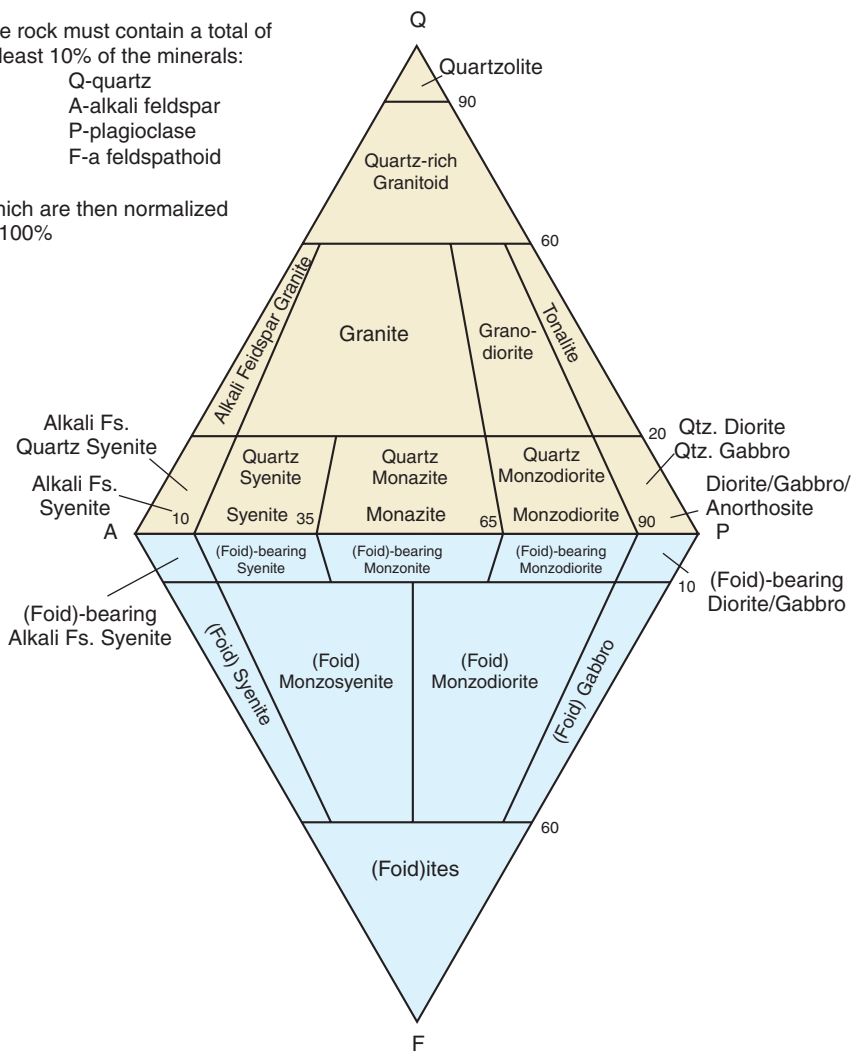 e rock must contain a total of
least 10% of the minerals:
Q-quartz
A-alkali feldspar
P-plagioclase
F-a feldspathoid
hich are then normalized
100%
Q
Quartzolite
90
Quartz-rich
Granitoid
60
Alkali Feidspar Granite
Granite
Grano-
diorite
Tonalite
20
Alkali Fs.
Quartz Syenite
Quartz
Syenite
Quartz
Monazite
Quartz
Monzodiorite
Qtz. Diorite
Qtz. Gabbro
Alkali Fs.
Syenite
10
Syenite 35
Monazite 65
Monzodiorite 90
Diorite/Gabbro/
Anorthosite
A
P
(Foid)-bearing
Syenite
(Foid)-bearing
Monzonite
(Foid)-bearing
Monzodiorite
10
(Foid)-bearing
Diorite/Gabbro
(Foid)-bearing
Alkali Fs. Syenite
(Foid) Syenite
(Foid)
Monzosyenite
(Foid)
Monzodiorite
(Foid) Gabbro
60
(Foid)ites
F